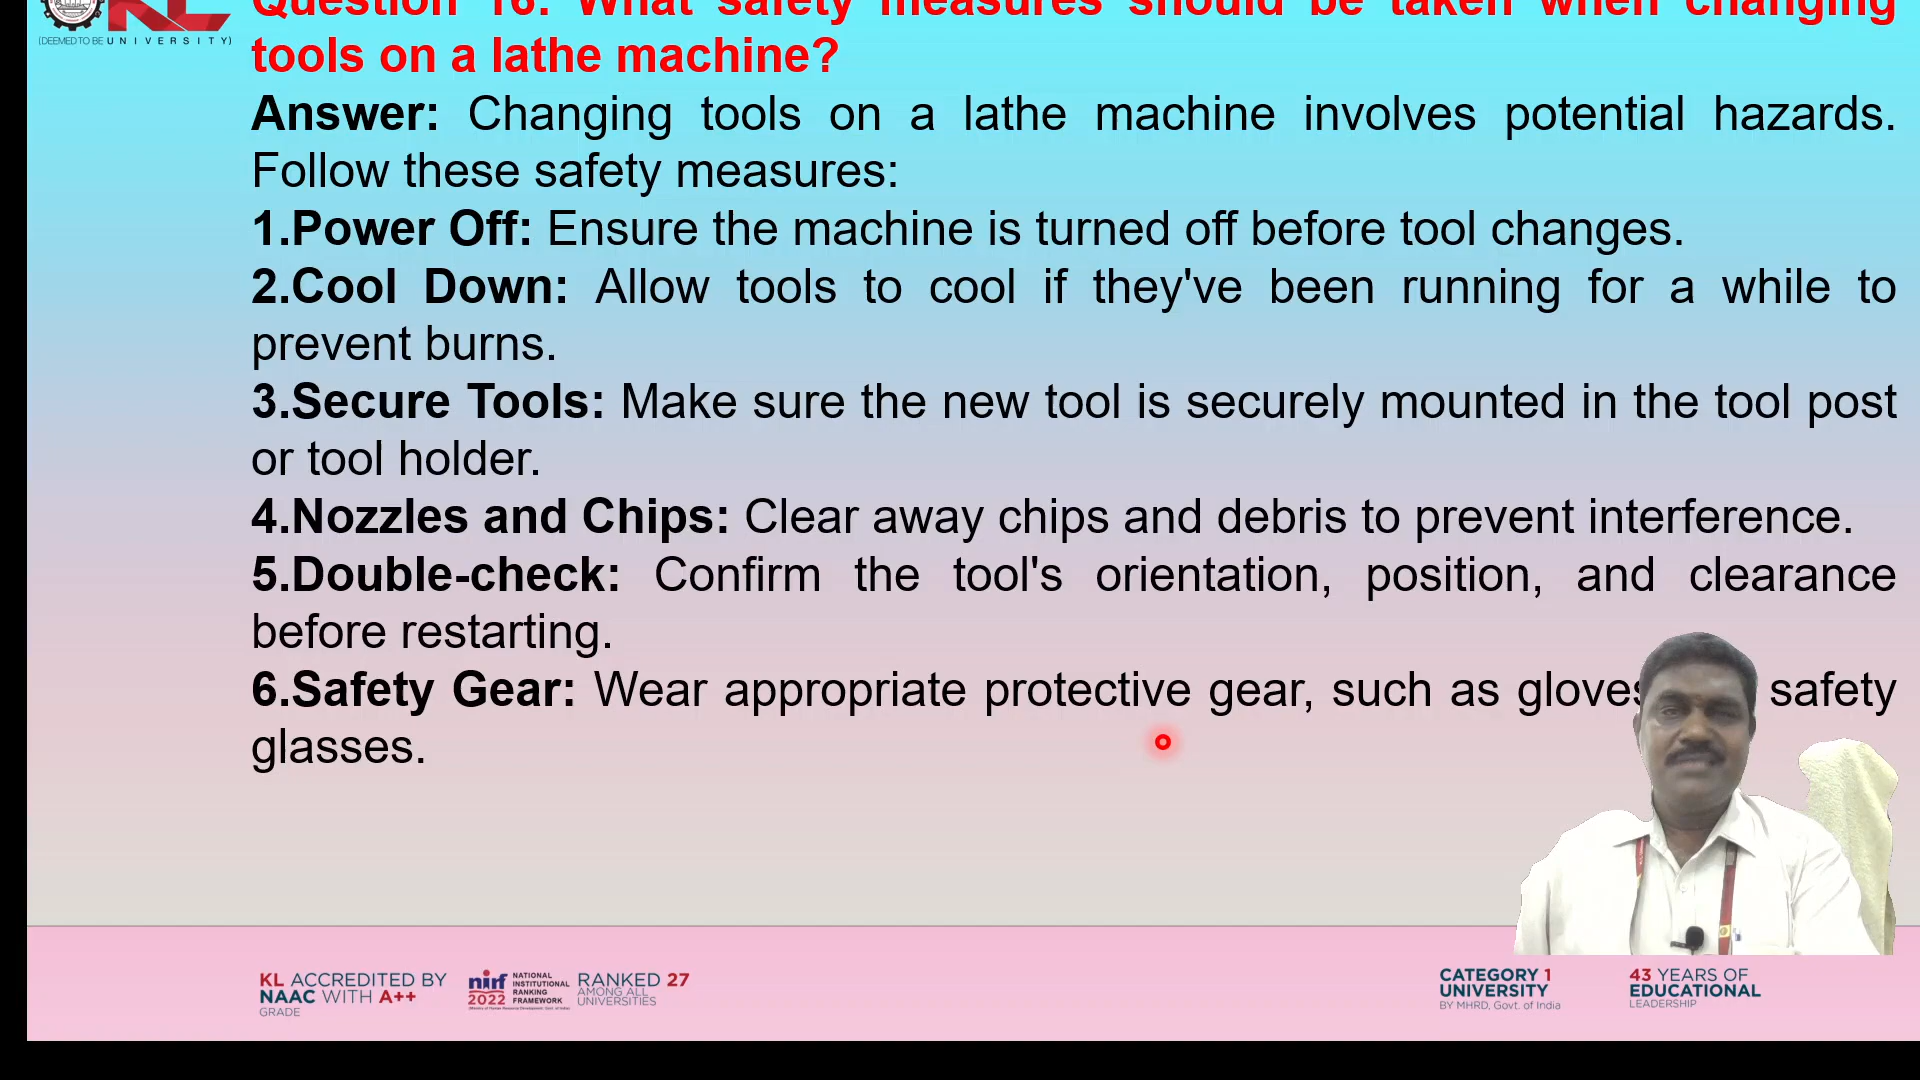 KL
(DEEMED TO BE UNIVERSITY)
Question 16: What safety measures should be taken when changing
tools on a lathe machine?
Answer: Changing tools on a lathe machine involves potential hazards.
Follow these safety measures:
1.Power Off: Ensure the machine is turned off before tool changes.
2.Cool Down: Allow tools to cool if they've been running for a while to
prevent burns.
3.Secure Tools: Make sure the new tool is securely mounted in the tool post
or tool holder.
4.Nozzles and Chips: Clear away chips and debris to prevent interference.
5.Double-check: Confirm the tool's orientation, position, and clearance
before restarting.
6.Safety Gear: Wear appropriate protective gear, such as gloves safety
glasses.
KL ACCREDITED BY
NAAC WITH A++
GRADE
nirf
2022
NATIONAL
INSTITUTIONAL
RANKING
FRAMEWORK
RANKED 27
AMONG ALL
UNIVERSITIES
CATEGORY 1
UNIVERSITY
BY MHRD, Govt. of India
43 YEARS OF
EDUCATIONAL
LEADERSHIP